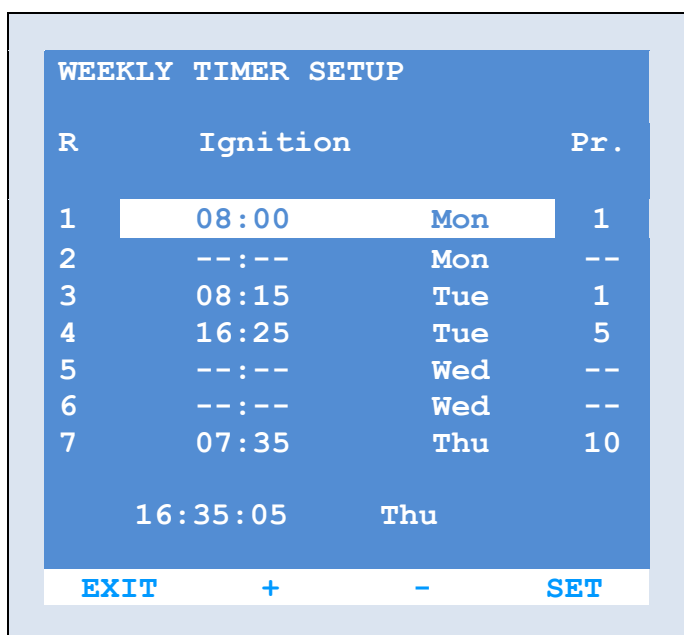 WEEKLY TIMER SETUP
R Ignition Pr.
1 08:00 Mon 1
2 --:-- Mon --
3 08:15 Tue 1
4 16:25 Tue 5
5 --:-- Wed --
6 --:-- Wed --
7 07:35 Thu 10
16:35:05 Thu
EXIT + - SET